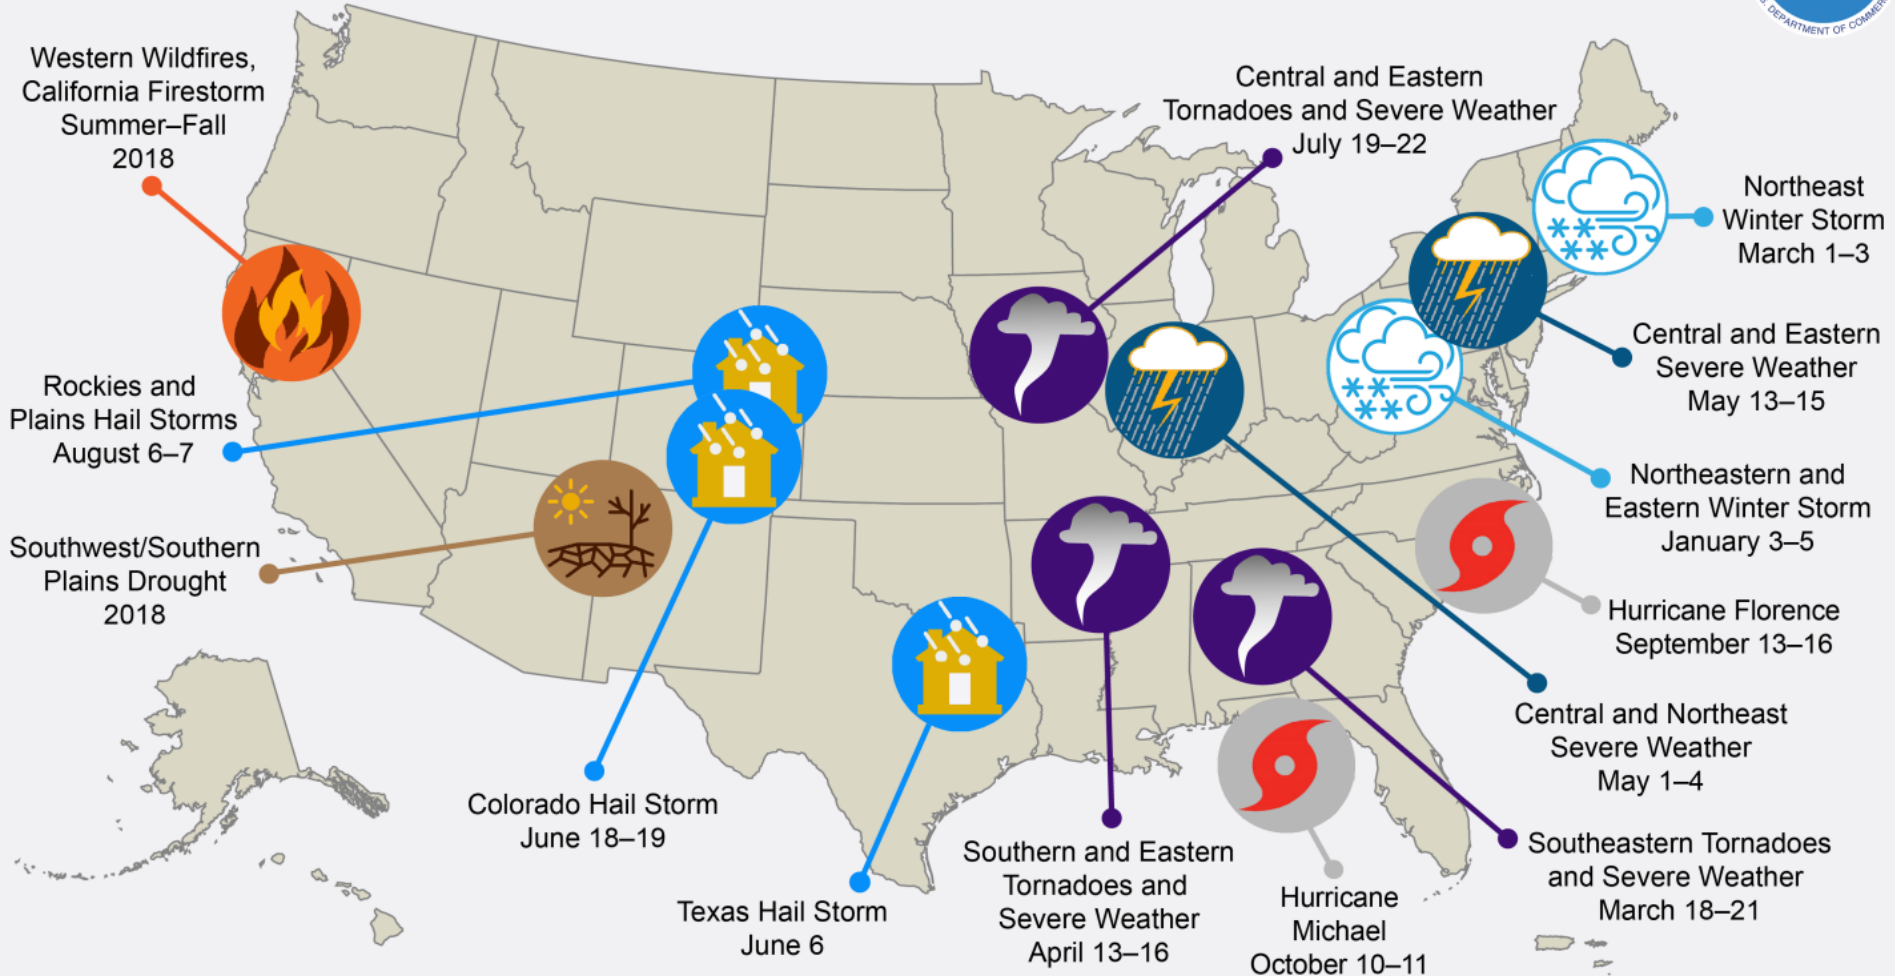 U.S. DEPARTMENT OF COMMERCE
Western Wildfires,
California Firestorm
Summer–Fall
2018
Central and Eastern
Tornadoes and Severe Weather
July 19–22
Northeast
Winter Storm
March 1–3
Central and Eastern
Severe Weather
May 13–15
Rockies and
Plains Hail Storms
August 6–7
Northeastern and
Eastern Winter Storm
January 3–5
Southwest/Southern
Plains Drought
2018
Hurricane Florence
September 13–16
Central and Northeast
Severe Weather
May 1–4
Colorado Hail Storm
June 18–19
Southeastern Tornadoes
and Severe Weather
March 18–21
Southern and Eastern
Tornadoes and
Severe Weather
April 13–16
Hurricane
Michael
October 10–11
Texas Hail Storm
June 6